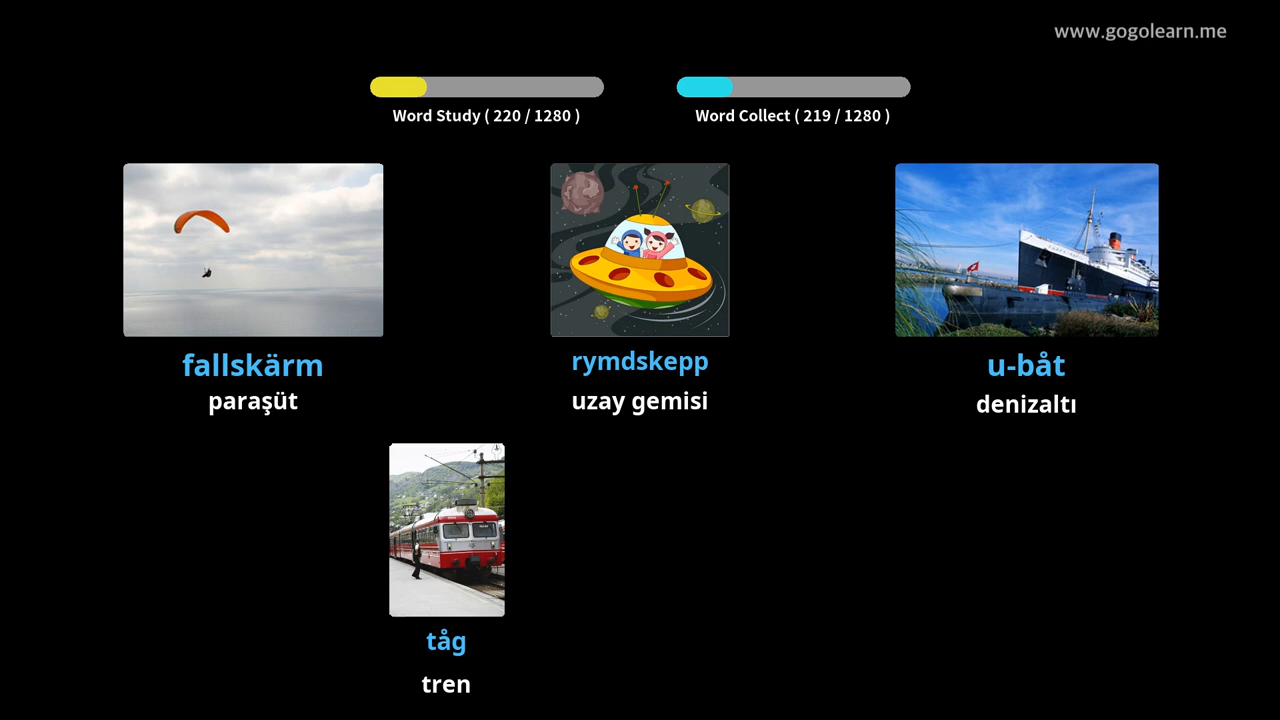 www.gogolearn.me
Word Study ( 220 / 1280 )
Word Collect ( 219 / 1280 )
fallskärm
paraşüt
rymdskepp
uzay gemisi
u-båt
denizaltı
tåg
tren